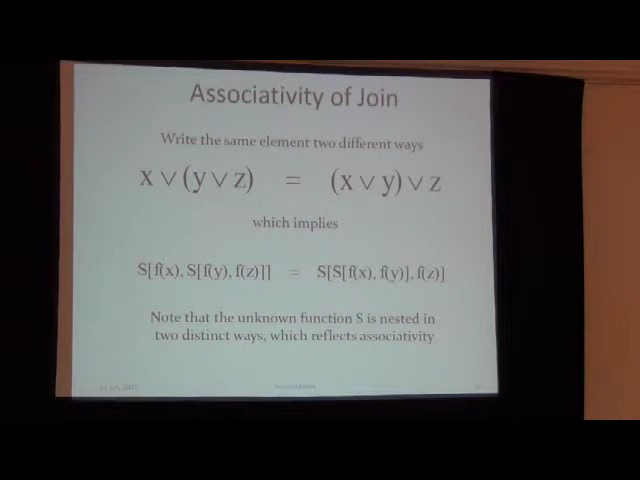 Associativity of Join
Write the same element two different ways
x ∨ (y ∨ z) = (x ∨ y) ∨ z
which implies
S[f(x), S[f(y), f(z)]] = S[S[f(x), f(y)], f(z)]
Note that the unknown function S is nested in
two distinct ways, which reflects associativity